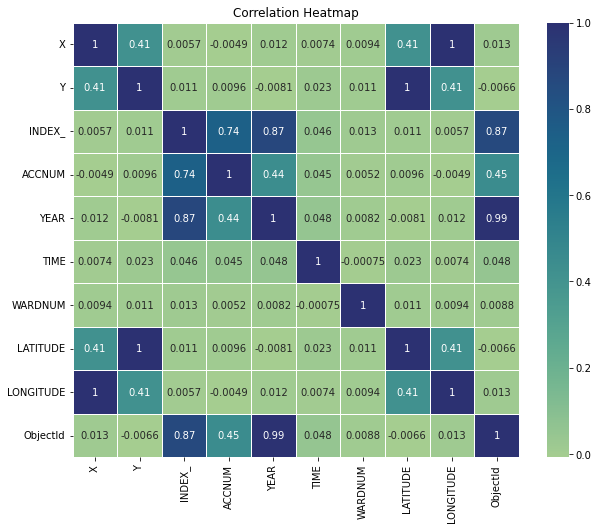 Correlation Heatmap
X 1 0.41 0.0057 -0.0049 0.012 0.0074 0.0094 0.41 1 0.013
Y 0.41 1 0.011 0.0096 -0.0081 0.023 0.011 1 0.41 -0.0066
INDEX_ 0.0057 0.011 1 0.74 0.87 0.046 0.013 0.011 0.0057 0.87
ACCNUM -0.0049 0.0096 0.74 1 0.44 0.045 0.0052 0.0096 -0.0049 0.45
YEAR 0.012 -0.0081 0.87 0.44 1 0.048 0.0082 -0.0081 0.012 0.99
TIME 0.0074 0.023 0.046 0.045 0.048 1 -0.00075 0.023 0.0074 0.048
WARDNUM 0.0094 0.011 0.013 0.0052 0.0082 -0.00075 1 0.011 0.0094 0.0088
LATITUDE 0.41 1 0.011 0.0096 -0.0081 0.023 0.011 1 0.41 -0.0066
LONGITUDE 1 0.41 0.0057 -0.0049 0.012 0.0074 0.0094 0.41 1 0.013
ObjectId 0.013 -0.0066 0.87 0.45 0.99 0.048 0.0088 -0.0066 0.013 1
X Y INDEX_ ACCNUM YEAR TIME WARDNUM LATITUDE LONGITUDE ObjectId
1.0
0.8
0.6
0.4
0.2
0.0